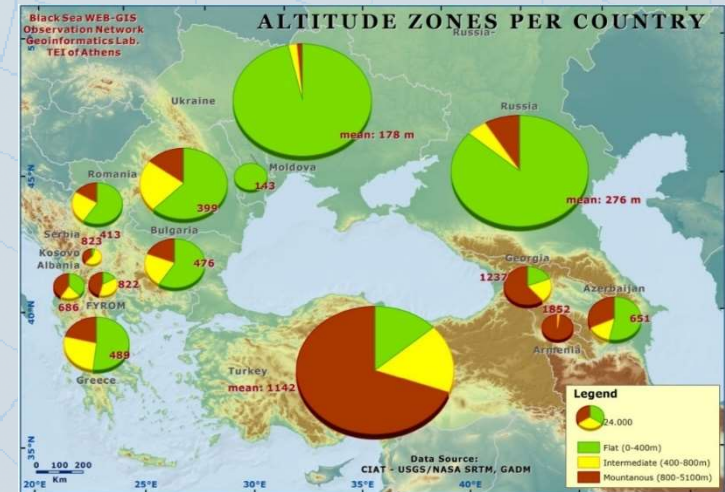 Black Sea WEB-GIS
Observation Network
Geoinformatics Lab.
TEI of Athens
ALTITUDE ZONES PER COUNTRY
Russia
Ukraine
mean: 178 m
Russia
mean: 276 m
Moldova
143
Romania
399
Serbia
413
Bulgaria
476
Kosovo
823
Albania
686
822
FYROM
489
Greece
Turkey
mean: 1142
Georgia
1237
1852
Armenia
Azerbaijan
651
45°N
40°N
35°N
20°E
25°E
30°E
35°E
40°E
0 100 200
Km
Data Source:
CIAT - USGS/NASA SRTM, GADM
Legend
24.000
Flat (0-400m)
Intermediate (400-800m)
Mountanous (800-5100m)